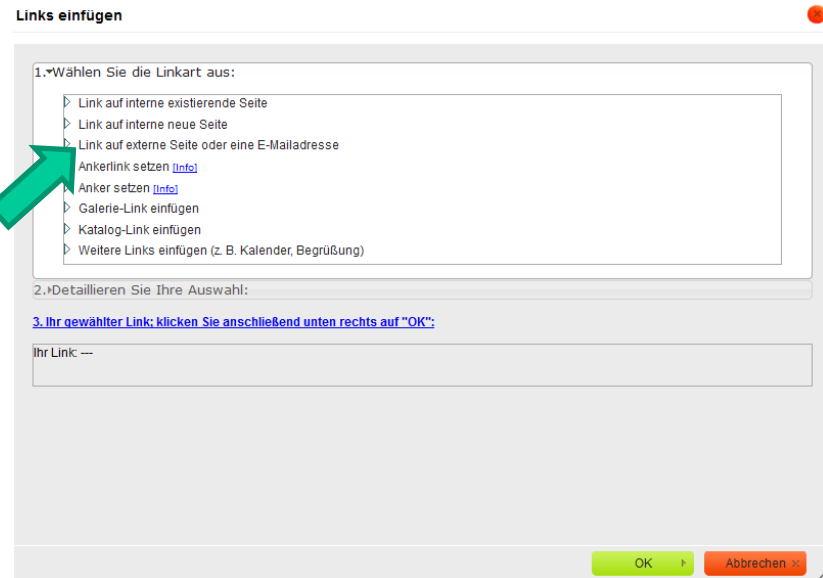 Links einfügen
1. Wählen Sie die Linkart aus:
Link auf interne existierende Seite
Link auf interne neue Seite
Link auf externe Seite oder eine E-Mailadresse
Ankerlink setzen [Info]
Anker setzen [Info]
Galerie-Link einfügen
Katalog-Link einfügen
Weitere Links einfügen (z. B. Kalender, Begrüßung)
2. Detaillieren Sie Ihre Auswahl:
3. Ihr gewählter Link; klicken Sie anschließend unten rechts auf "OK":
Ihr Link: ---
OK Abbrechen